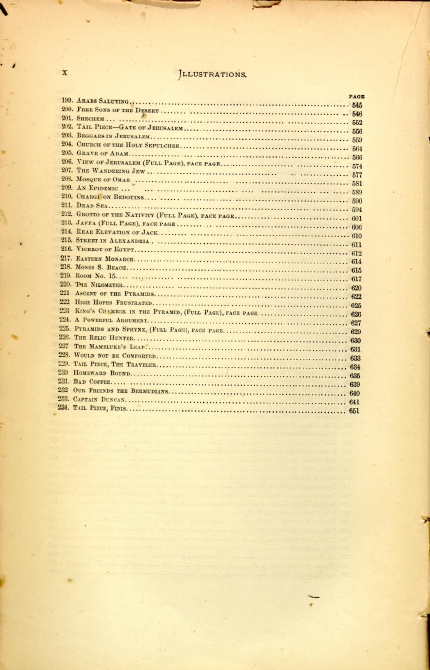 X
ILLUSTRATIONS.
PAGE
199. ARABS SALUTING 545
200. FREE SONS OF THE DESERT 546
201. SHECHEM 552
202. TAIL PIECE—GATE OF JERUSALEM 556
203. BEGGARS IN JERUSALEM 559
204. CHURCH OF THE HOLY SEPULCHER 564
205. GRAVE OF ADAM 566
206. VIEW OF JERUSALEM (FULL PAGE), FACE PAGE 574
207. THE WANDERING JEW 577
208. MOSQUE OF OMAR 581
209. AN EPIDEMIC 589
210. CHARGE ON BEDOUINS 590
211. DEAD SEA 594
212. GROTTO OF THE NATIVITY (FULL PAGE), FACE PAGE 601
213. JAFFA (FULL PAGE), FACE PAGE 606
214. REAR ELEVATION OF JACK 610
215. STREET IN ALEXANDRIA 611
216. VICEROY OF EGYPT 612
217. EASTERN MONARCH 614
218. MOSES S. BEACH 615
219. ROOM NO. 15 617
220. THE NILOMETER 620
221 ASCENT OF THE PYRAMIDS 622
222 HIGH HOPES FRUSTRATED 625
223 KING'S CHAMBER IN THE PYRAMID, (FULL PAGE), FACE PAGE 626
224. A POWERFUL ARGUMENT 627
225. PYRAMIDS AND SPHYNX, (FULL PAGE), FACE PAGE 629
226. THE RELIC HUNTER 630
227 THE MAMELUKE'S LEAP 631
228. WOULD NOT BE COMFORTED 633
229. TAIL PIECE, THE TRAVELER 634
230 HOMEWARD BOUND 635
231. BAD COFFEE 639
232 OUR FRIENDS THE BERMUDIANS 640
233. CAPTAIN DUNCAN 641
234. TAIL PIECE, FINIS 651